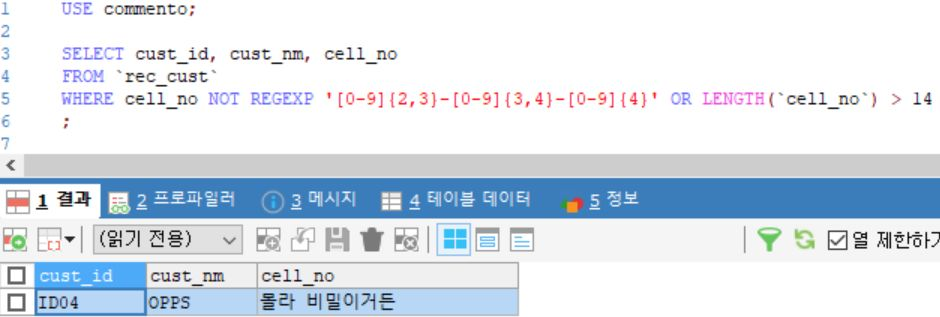 1 USE commento;
2
3 SELECT cust_id, cust_nm, cell_no
4 FROM `rec_cust`
5 WHERE cell_no NOT REGEXP '[0-9]{2,3}-[0-9]{3,4}-[0-9]{4}' OR LENGTH(`cell_no`) > 14
6 ;
7
1 결과 2 프로파일러 3 메시지 4 테이블 데이터 5 정보
(읽기 전용) 열 제한하기
cust_id cust_nm cell_no
ID04 OPPS 몰라 비밀이거든